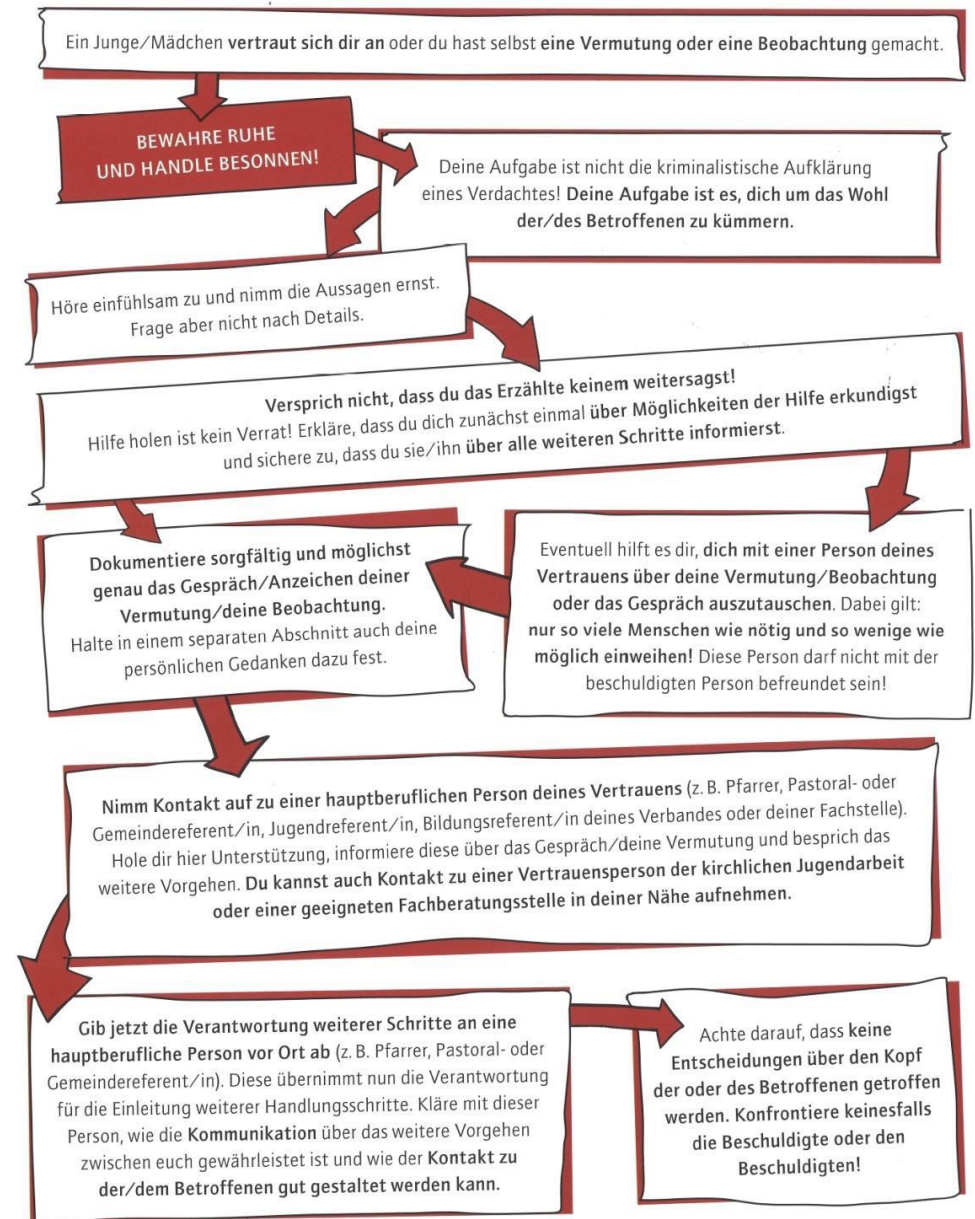 Ein Junge/Mädchen vertraut sich dir an oder du hast selbst eine Vermutung oder eine Beobachtung gemacht.
BEWAHRE RUHE
UND HANDLE BESONNEN!
Deine Aufgabe ist nicht die kriminalistische Aufklärung
eines Verdachtes! Deine Aufgabe ist es, dich um das Wohl
der/des Betroffenen zu kümmern.
Höre einfühlsam zu und nimm die Aussagen ernst.
Frage aber nicht nach Details.
Versprich nicht, dass du das Erzählte keinem weitersagst!
Hilfe holen ist kein Verrat! Erkläre, dass du dich zunächst einmal über Möglichkeiten der Hilfe erkundigst
und sichere zu, dass du sie/ihn über alle weiteren Schritte informierst.
Dokumentiere sorgfältig und möglichst
genau das Gespräch/Anzeichen deiner
Vermutung/deine Beobachtung.
Halte in einem separaten Abschnitt auch deine
persönlichen Gedanken dazu fest.
Eventuell hilft es dir, dich mit einer Person deines
Vertrauens über deine Vermutung/Beobachtung
oder das Gespräch auszutauschen. Dabei gilt:
nur so viele Menschen wie nötig und so wenige wie
möglich einweihen! Diese Person darf nicht mit der
beschuldigten Person befreundet sein!
Nimm Kontakt auf zu einer hauptberuflichen Person deines Vertrauens (z. B. Pfarrer, Pastoral- oder
Gemeindereferent/in, Jugendreferent/in, Bildungsreferent/in deines Verbandes oder deiner Fachstelle).
Hole dir hier Unterstützung, informiere diese über das Gespräch/deine Vermutung und besprich das
weitere Vorgehen. Du kannst auch Kontakt zu einer Vertrauensperson der kirchlichen Jugendarbeit
oder einer geeigneten Fachberatungsstelle in deiner Nähe aufnehmen.
Gib jetzt die Verantwortung weiterer Schritte an eine
hauptberufliche Person vor Ort ab (z. B. Pfarrer, Pastoral- oder
Gemeindereferent/in). Diese übernimmt nun die Verantwortung
für die Einleitung weiterer Handlungsschritte. Kläre mit dieser
Person, wie die Kommunikation über das weitere Vorgehen
zwischen euch gewährleistet ist und wie der Kontakt zu
der/dem Betroffenen gut gestaltet werden kann.
Achte darauf, dass keine
Entscheidungen über den Kopf
der oder des Betroffenen getroffen
werden. Konfrontiere keinesfalls
die Beschuldigte oder den
Beschuldigten!